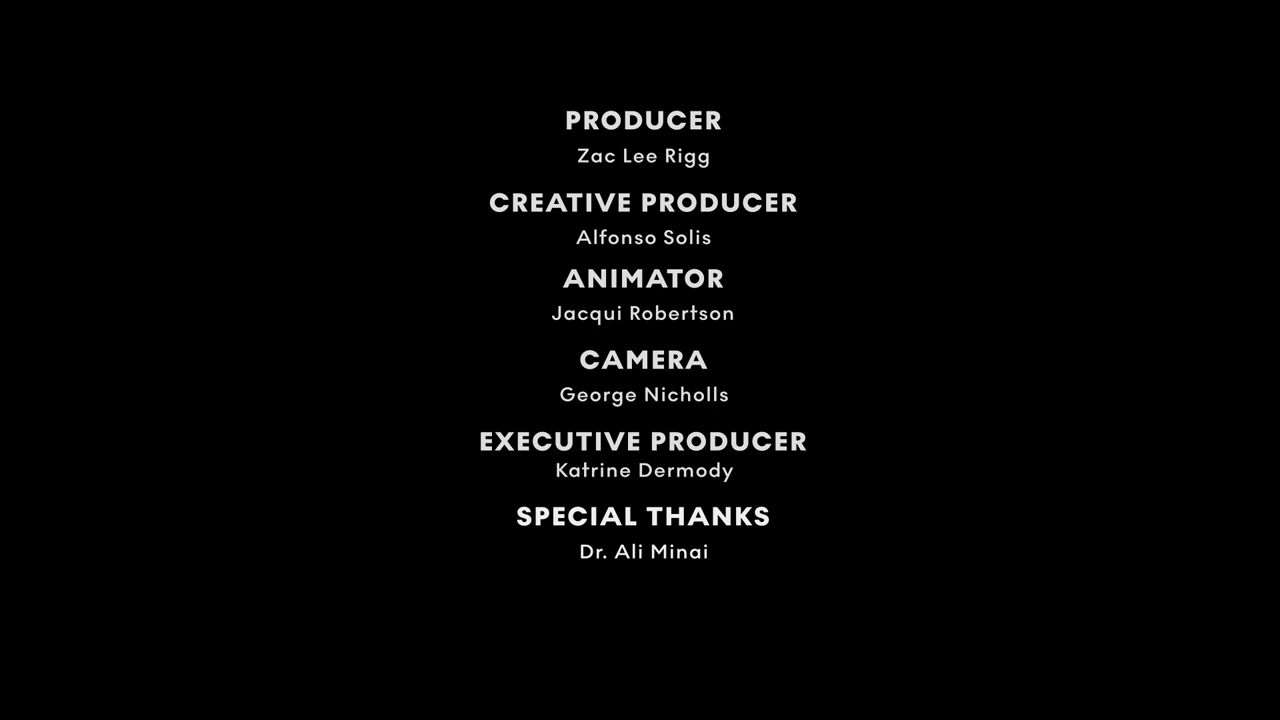 PRODUCER
Zac Lee Rigg
CREATIVE PRODUCER
Alfonso Solis
ANIMATOR
Jacqui Robertson
CAMERA
George Nicholls
EXECUTIVE PRODUCER
Katrine Dermody
SPECIAL THANKS
Dr. Ali Minai